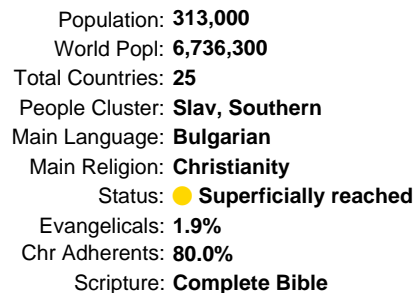 Population: 313,000
World Popl: 6,736,300
Total Countries: 25
People Cluster: Slav, Southern
Main Language: Bulgarian
Main Religion: Christianity
Status: Superficially reached
Evangelicals: 1.9%
Chr Adherents: 80.0%
Scripture: Complete Bible